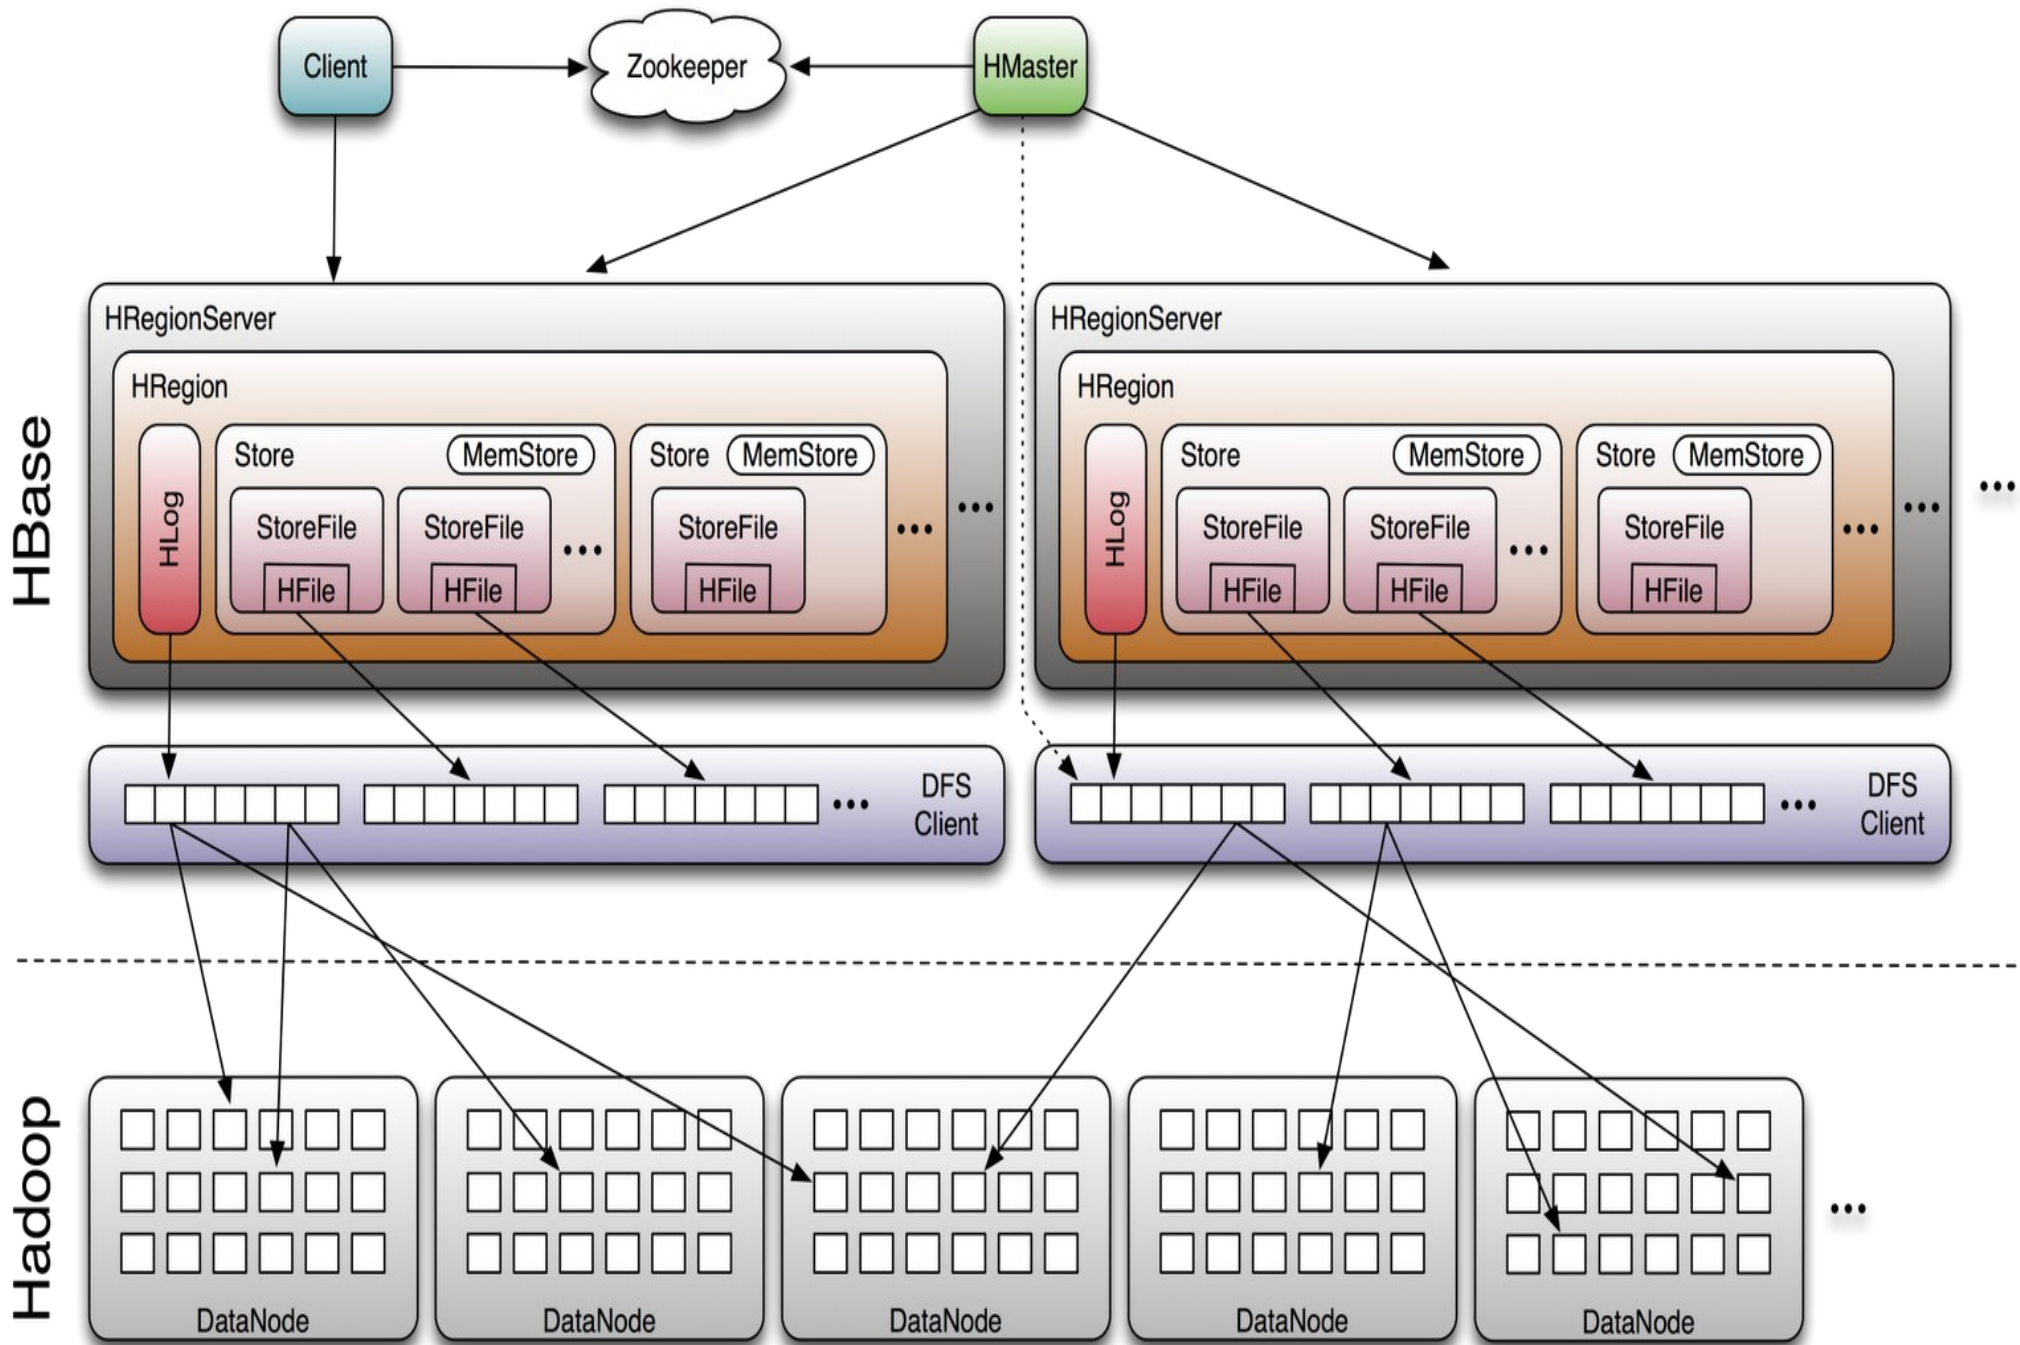 Client
Zookeeper
HMaster
HBase
HRegionServer
HRegion
HLog
Store
MemStore
StoreFile
HFile
StoreFile
HFile
...
Store
MemStore
StoreFile
HFile
...
...
HRegionServer
HRegion
HLog
Store
MemStore
StoreFile
HFile
StoreFile
HFile
...
Store
MemStore
StoreFile
HFile
...
...
...
...
DFS
Client
...
DFS
Client
Hadoop
DataNode
DataNode
DataNode
DataNode
DataNode
...